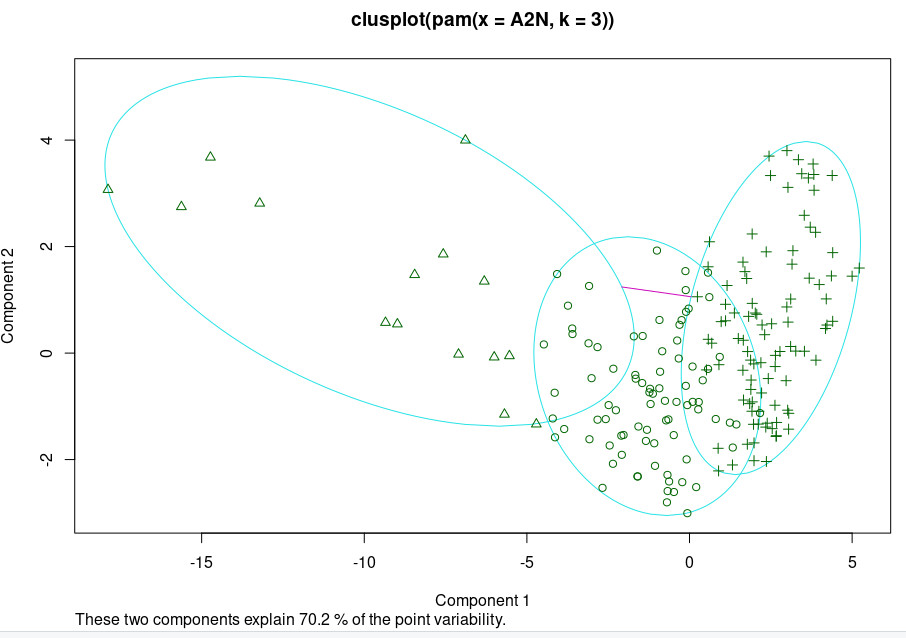 clusplot(pam(x = A2N, k = 3))
Component 2
4
2
0
-2
-15
-10
-5
0
5
Component 1
These two components explain 70.2 % of the point variability.